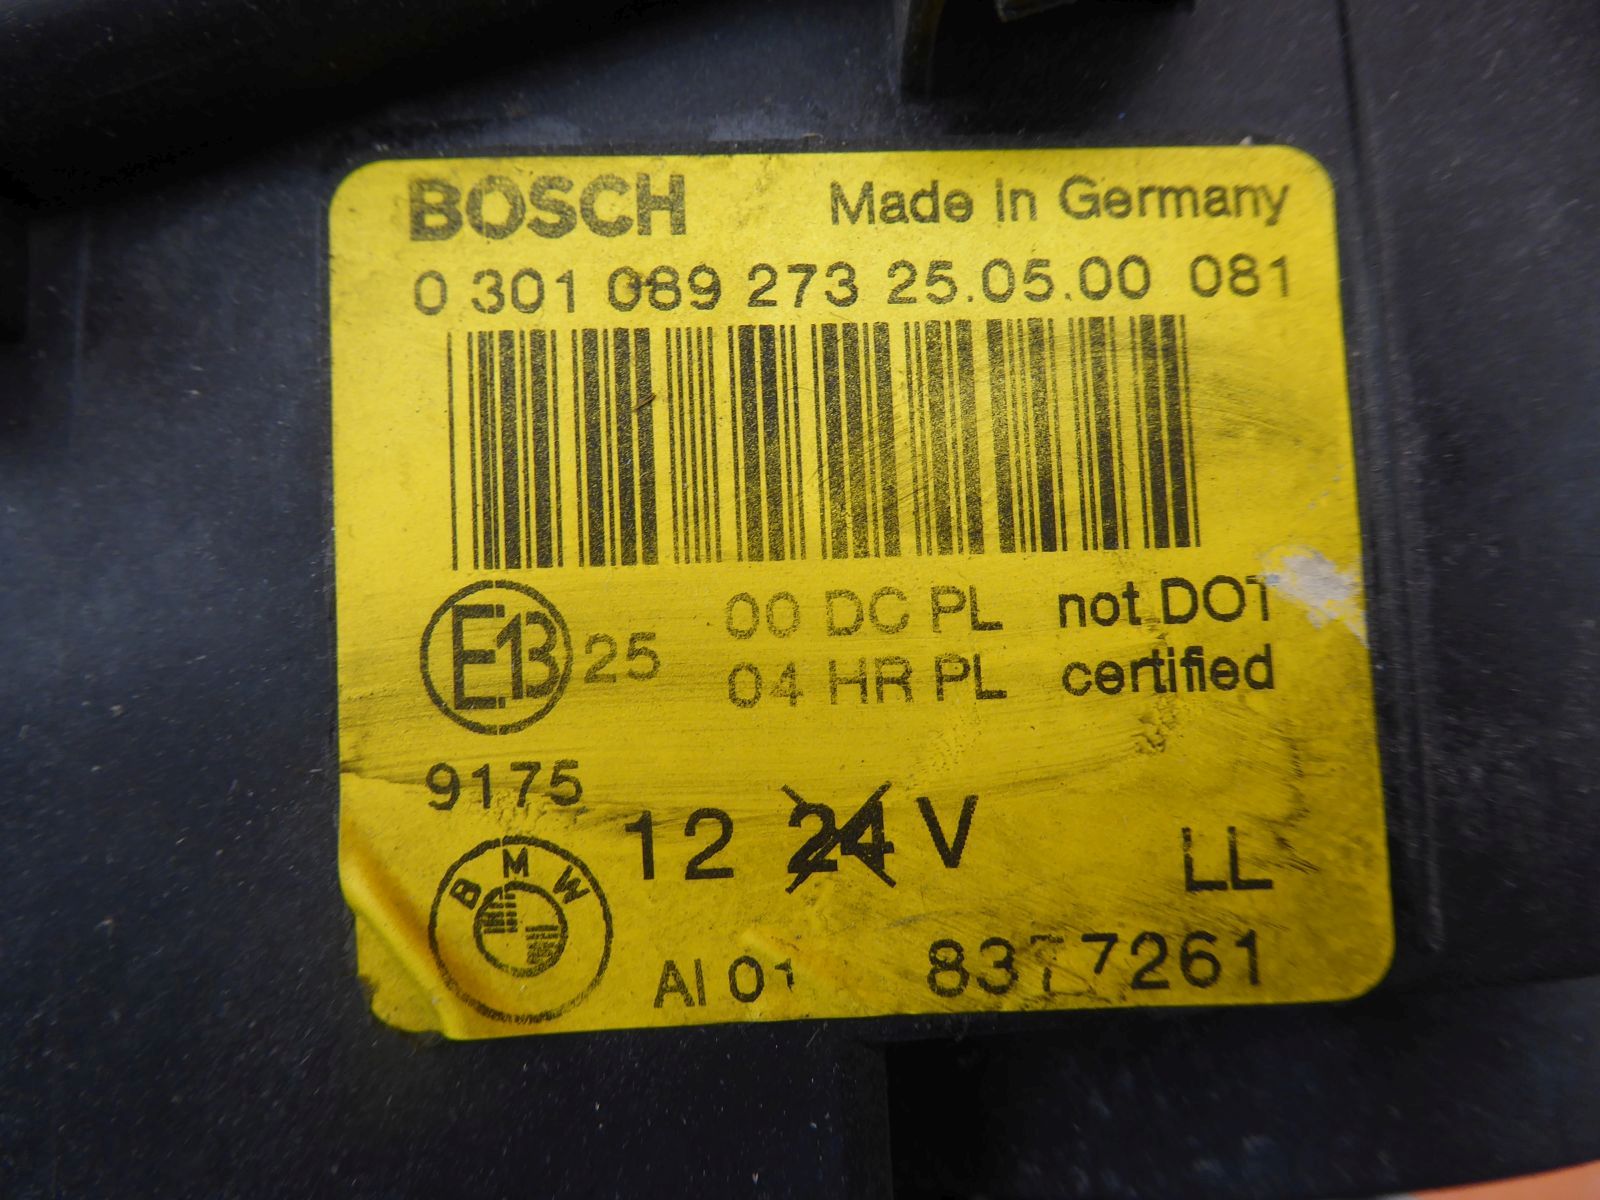 BOSCH Made in Germany
0 301 089 273 25.05.00 081
E13 25 00 DC PL not DOT
04 HR PL certified
9175
12 24 V
BMW
LL
AI 01 8377261